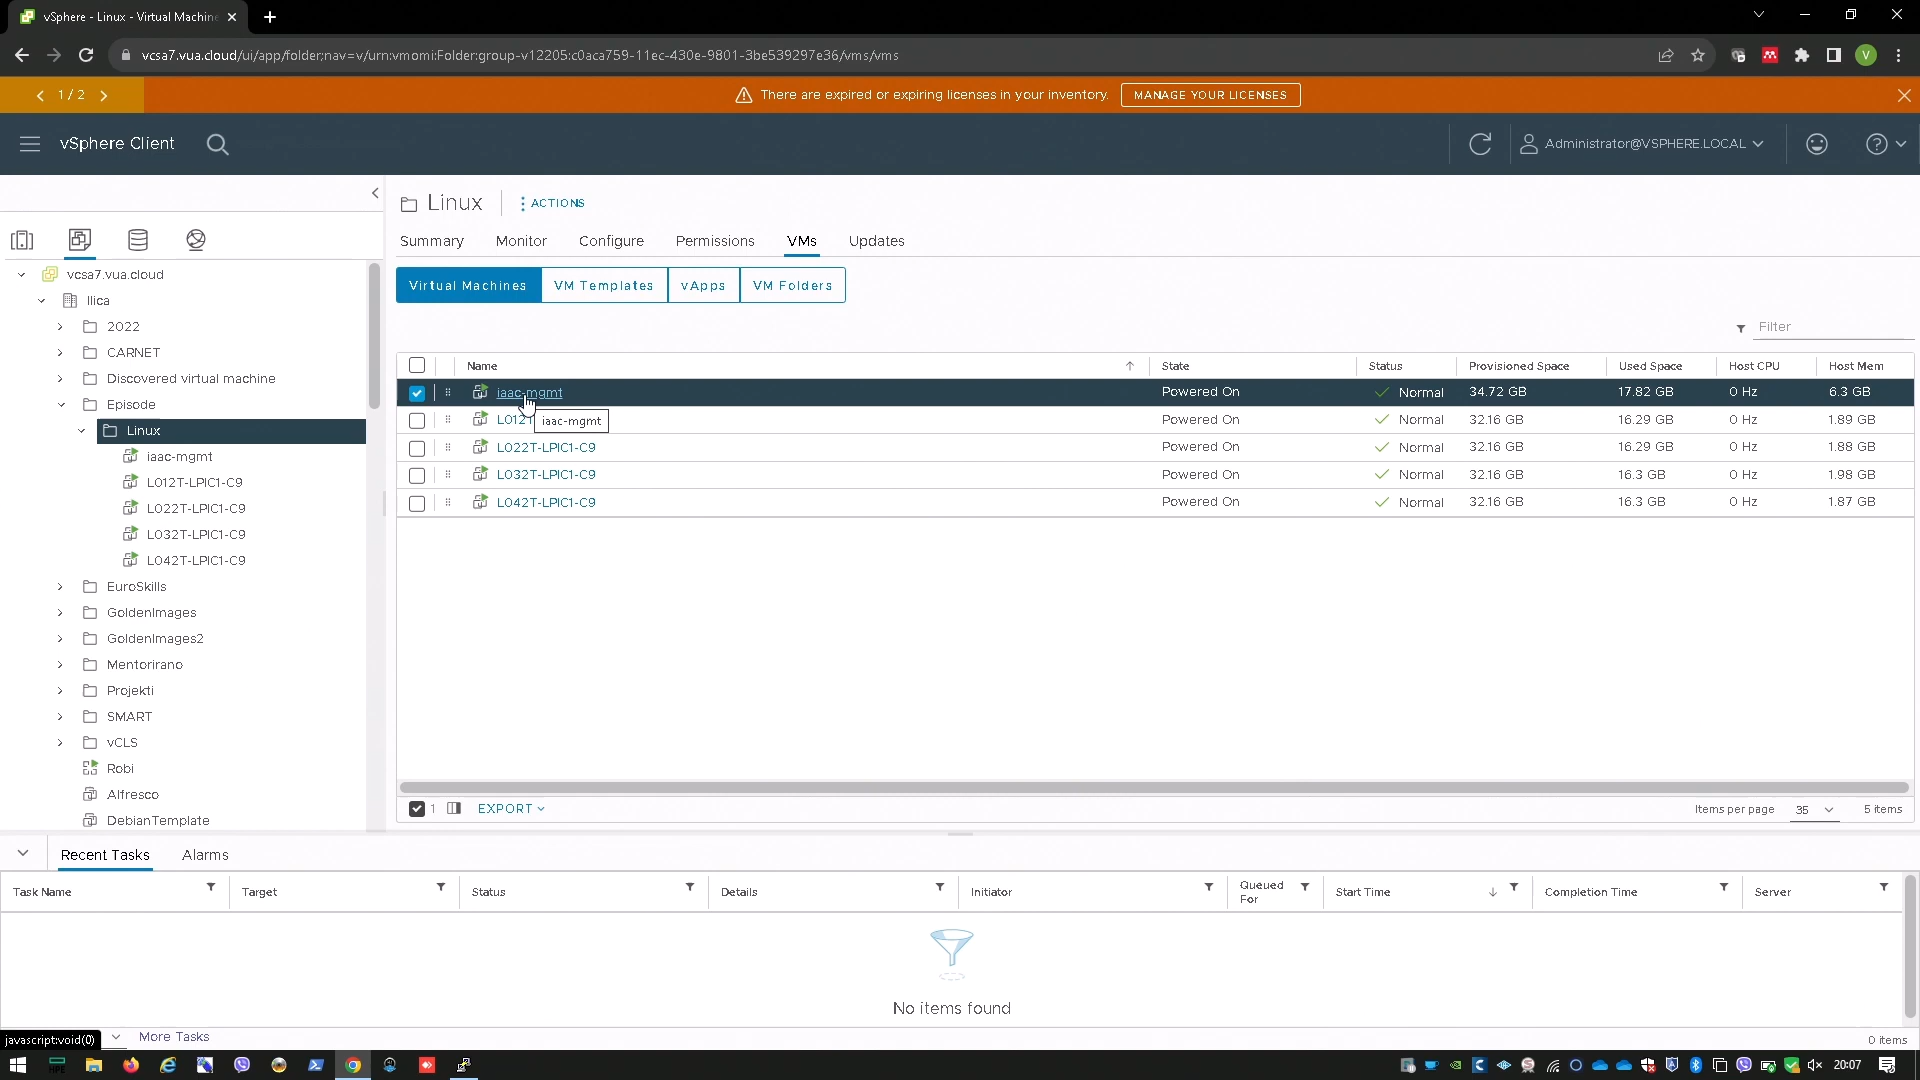 vSphere - Linux - Virtual Machine
vcsa7.vua.cloud/ui/app/folder;nav=v/urn:vmomi:Folder:group-v12205:c0aca759-11ec-430e-9801-3be539297e36/vms/vms
V
1 / 2
There are expired or expiring licenses in your inventory.
MANAGE YOUR LICENSES
vSphere Client
Administrator@VSPHERE.LOCAL
vcsa7.vua.cloud
Ilica
2022
CARNET
Discovered virtual machine
Episode
Linux
iaac-mgmt
L012T-LPIC1-C9
L022T-LPIC1-C9
L032T-LPIC1-C9
L042T-LPIC1-C9
EuroSkills
GoldenImages
GoldenImages2
Mentorirano
Projekti
SMART
vCLS
Robi
Alfresco
DebianTemplate
Linux
ACTIONS
Summary Monitor Configure Permissions VMs Updates
Virtual Machines VM Templates vApps VM Folders
Filter
Name State Status Provisioned Space Used Space Host CPU Host Mem
iaac-mgmt Powered On Normal 34.72 GB 17.82 GB 0 Hz 6.3 GB
L012T Powered On Normal 32.16 GB 16.29 GB 0 Hz 1.89 GB
iaac-mgmt
L022T-LPIC1-C9 Powered On Normal 32.16 GB 16.29 GB 0 Hz 1.88 GB
L032T-LPIC1-C9 Powered On Normal 32.16 GB 16.3 GB 0 Hz 1.98 GB
L042T-LPIC1-C9 Powered On Normal 32.16 GB 16.3 GB 0 Hz 1.87 GB
1 EXPORT
Items per page 35 5 items
Recent Tasks Alarms
Task Name Target Status Details Initiator Queued For Start Time Completion Time Server
No items found
javascript:void(0)
More Tasks
0 items
20:07